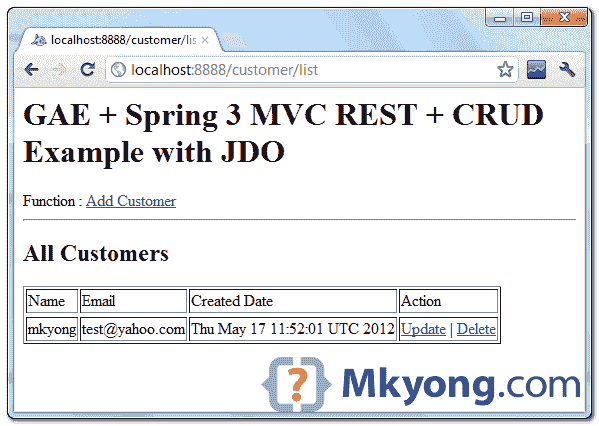 localhost:8888/customer/lis
localhost:8888/customer/list
GAE + Spring 3 MVC REST + CRUD
Example with JDO
Function : Add Customer
All Customers
Name Email Created Date Action
mkyong test@yahoo.com Thu May 17 11:52:01 UTC 2012 Update | Delete
{?} Mkyong.com